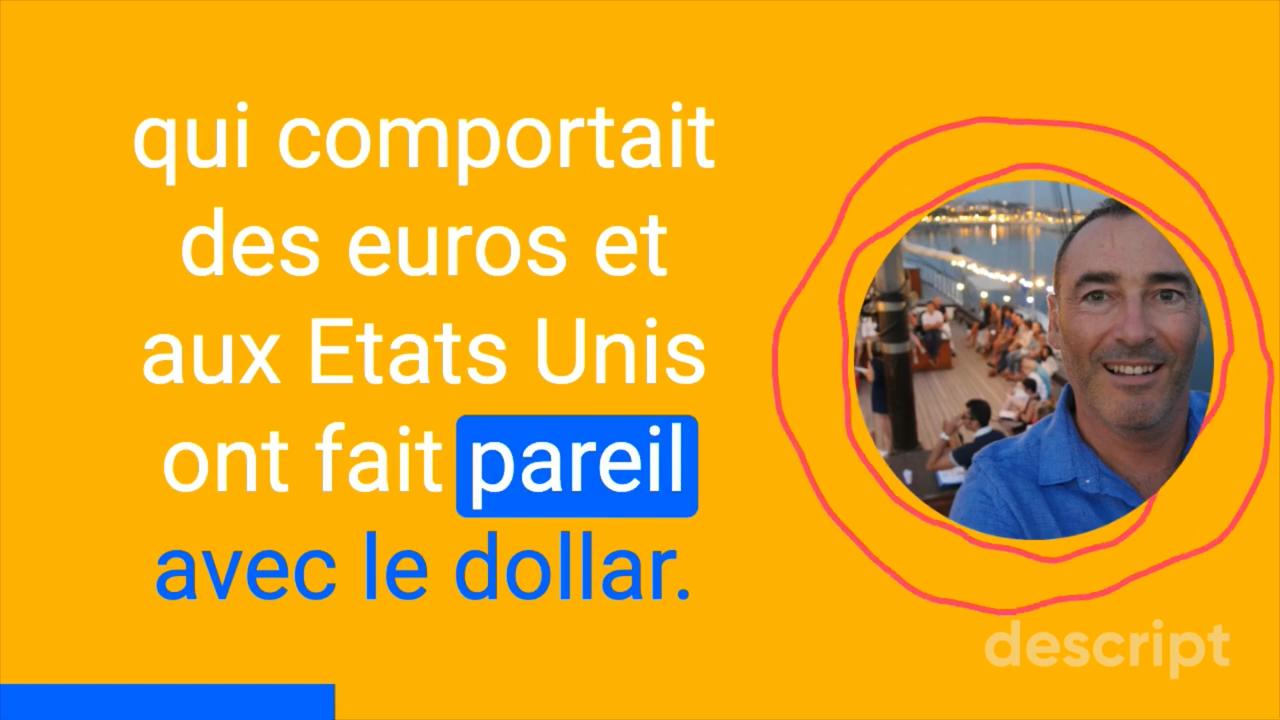 qui comportait
des euros et
aux Etats Unis
ont fait pareil
avec le dollar.
descript